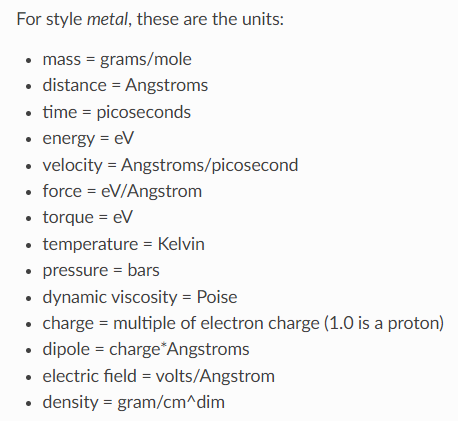 For style metal, these are the units:
• mass = grams/mole
• distance = Angstroms
• time = picoseconds
• energy = eV
• velocity = Angstroms/picosecond
• force = eV/Angstrom
• torque = eV
• temperature = Kelvin
• pressure = bars
• dynamic viscosity = Poise
• charge = multiple of electron charge (1.0 is a proton)
• dipole = charge*Angstroms
• electric field = volts/Angstrom
• density = gram/cm^dim